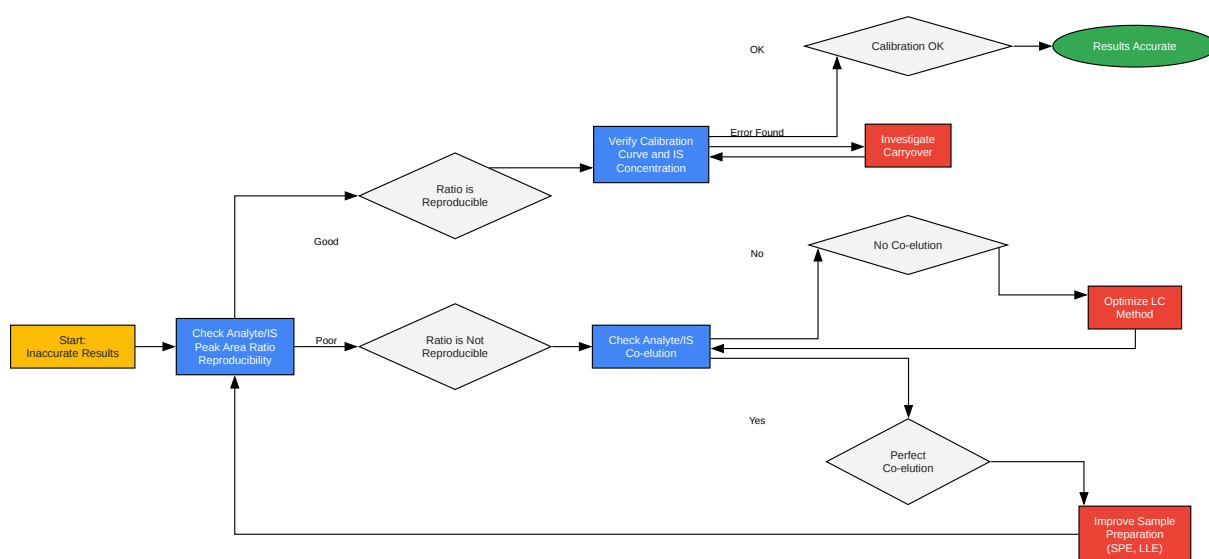 OK
Calibration OK
Results Accurate
Verify Calibration
Curve and IS
Concentration
Error Found
Investigate
Carryover
Ratio is
Reproducible
Good
No
No Co-elution
Optimize LC
Method
Start:
Inaccurate Results
Check Analyte/IS
Peak Area Ratio
Reproducibility
Poor
Ratio is Not
Reproducible
Check Analyte/IS
Co-elution
Yes
Perfect
Co-elution
Improve Sample
Preparation
(SPE, LLE)